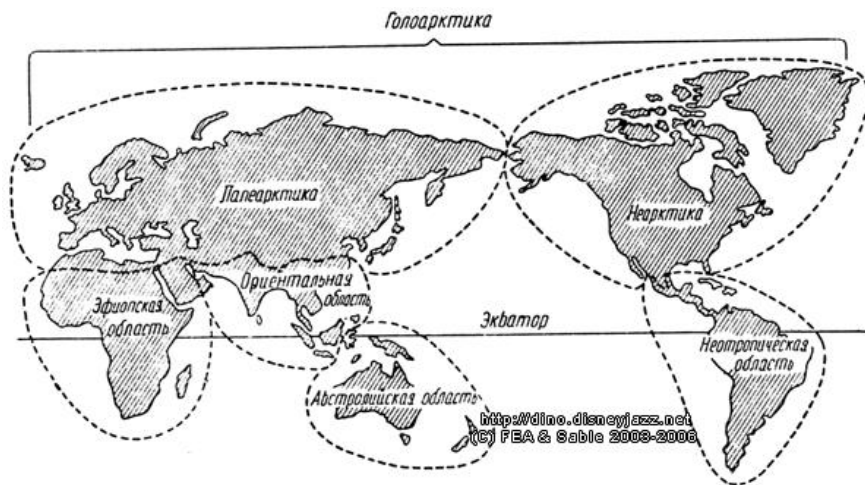 Голоарктика
Палеарктика
Неарктика
Ориентальная
область
Эфиопская
область
Экватор
Неотропическая
область
Австралийская область
http://dino.disneyjazz.net
(C) FEA & Sable 2003-2006